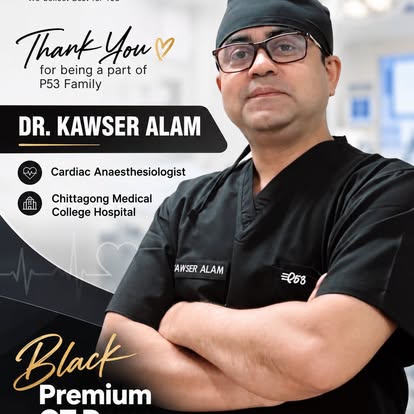 Thank You
for being a part of
P53 Family
DR. KAWSER ALAM
Cardiac Anaesthesiologist
Chittagong Medical
College Hospital
KAWSER ALAM
P53
Black
Premium